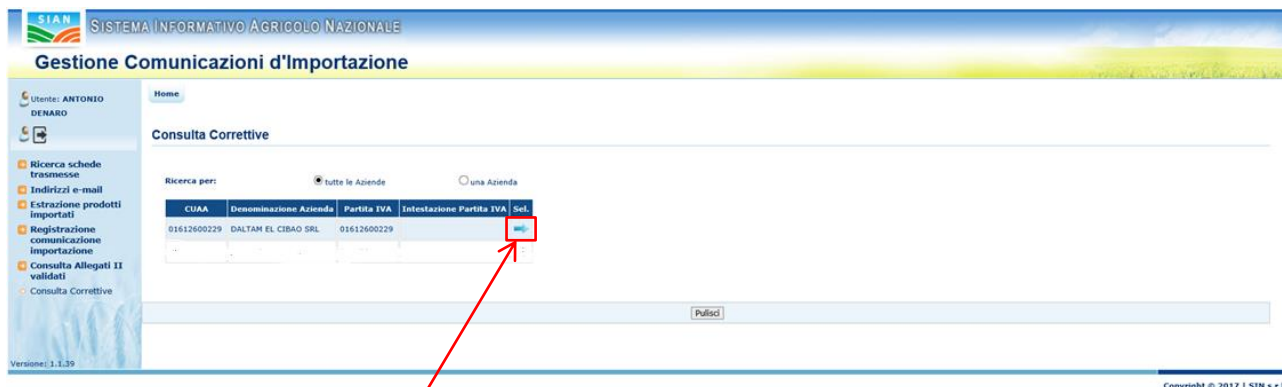 SIAN
SISTEMA INFORMATIVO AGRICOLO NAZIONALE
Gestione Comunicazioni d'Importazione
Utente: ANTONIO
DENARO
Home
Consulta Correttive
Ricerca schede
trasmesse
Indirizzi e-mail
Estrazione prodotti
importati
Registrazione
comunicazione
importazione
Consulta Allegati II
validati
Consulta Correttive
Ricerca per: tutte le Aziende una Azienda
CUAA Denominazione Azienda Partita IVA Intestazione Partita IVA Sel.
01612600229 DALTAM EL CIBAO SRL 01612600229
Pulisci
Versione: 1.1.39
Copyright © 2017 | SIN s.r.l